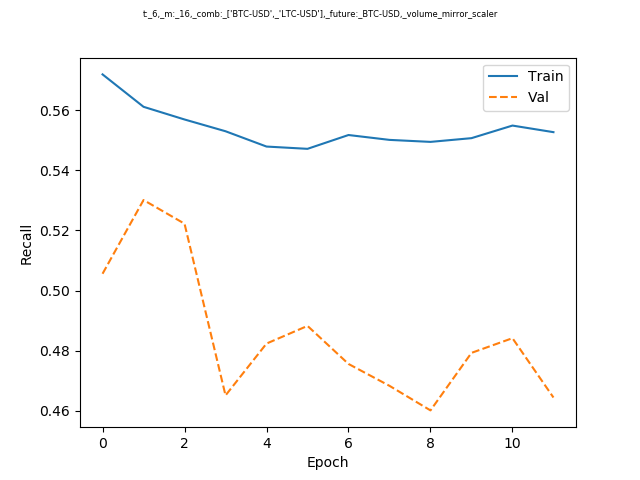 t:_6,_m:_16,_comb:_['BTC-USD',_'LTC-USD'],_future:_BTC-USD,_volume_mirror_scaler
Train
Val
0.56
0.54
0.52
0.50
0.48
0.46
Recall
0 2 4 6 8 10
Epoch